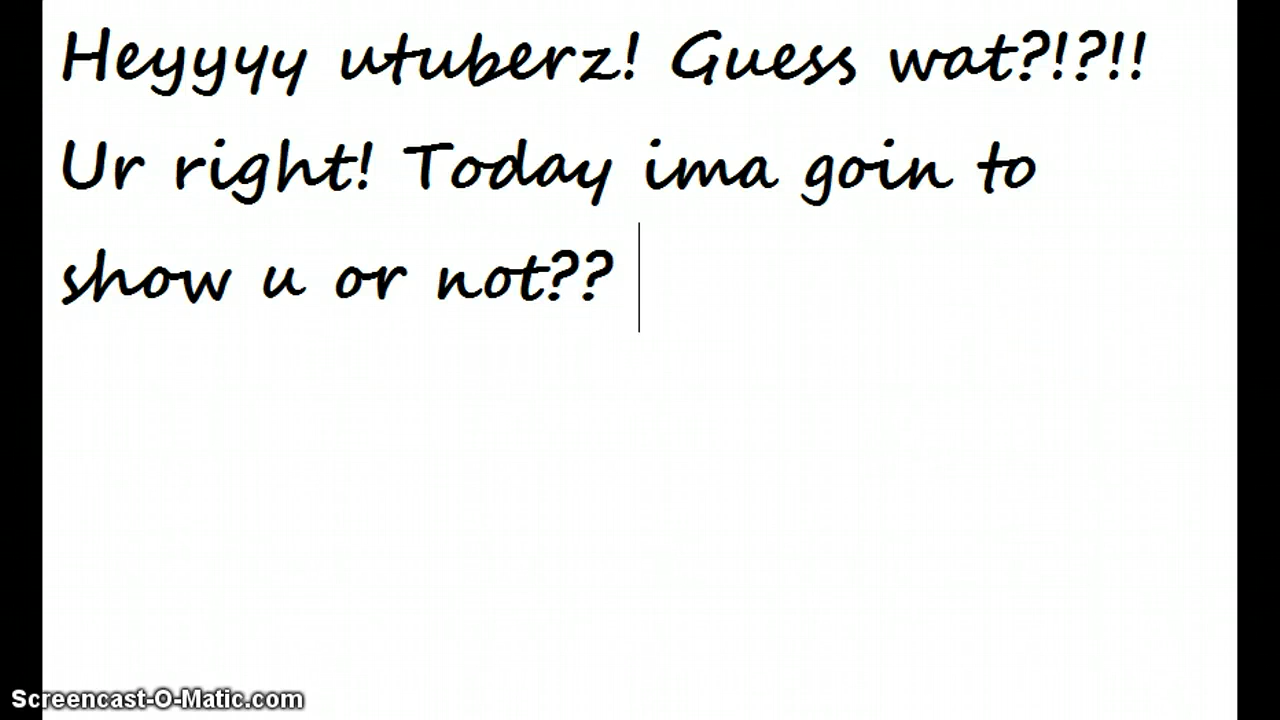 Heyyyy utuberz! Guess wat?!?!!
Ur right! Today ima goin to
show u or not??
Screencast-O-Matic.com